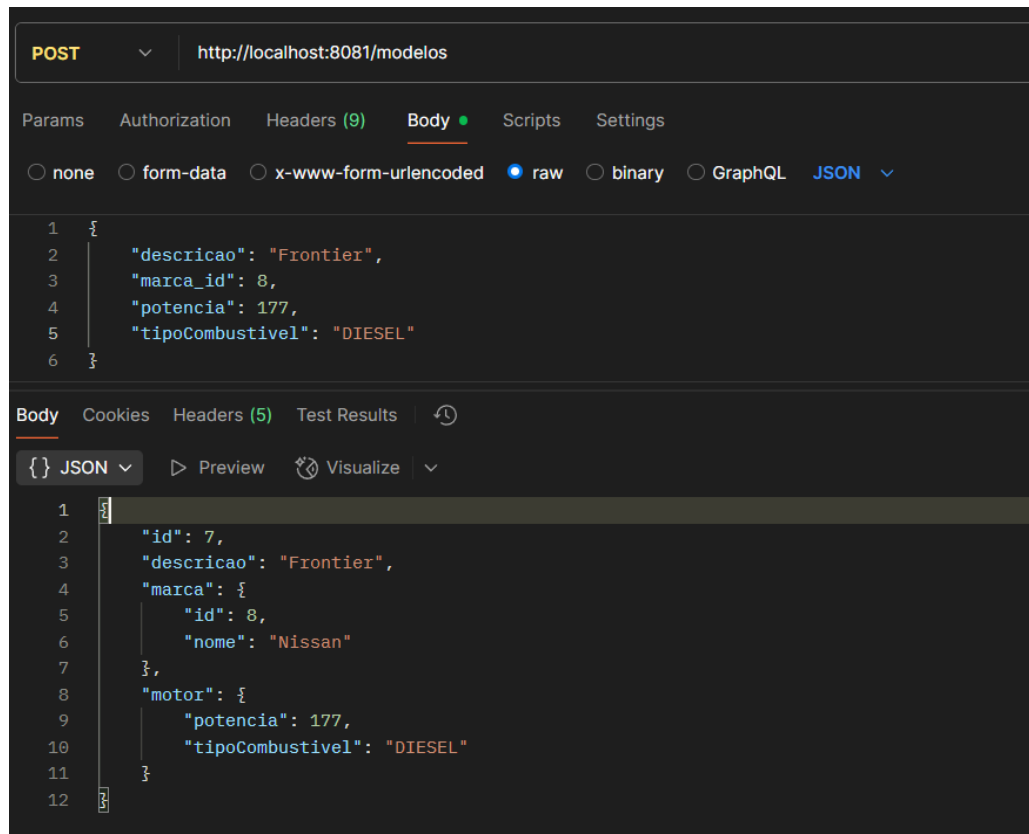 POST http://localhost:8081/modelos
Params Authorization Headers (9) Body Scripts Settings
none form-data x-www-form-urlencoded raw binary GraphQL JSON
1 {
2 "descricao": "Frontier",
3 "marca_id": 8,
4 "potencia": 177,
5 "tipoCombustivel": "DIESEL"
6 }
Body Cookies Headers (5) Test Results
{} JSON Preview Visualize
1 {
2 "id": 7,
3 "descricao": "Frontier",
4 "marca": {
5 "id": 8,
6 "nome": "Nissan"
7 },
8 "motor": {
9 "potencia": 177,
10 "tipoCombustivel": "DIESEL"
11 }
12 }